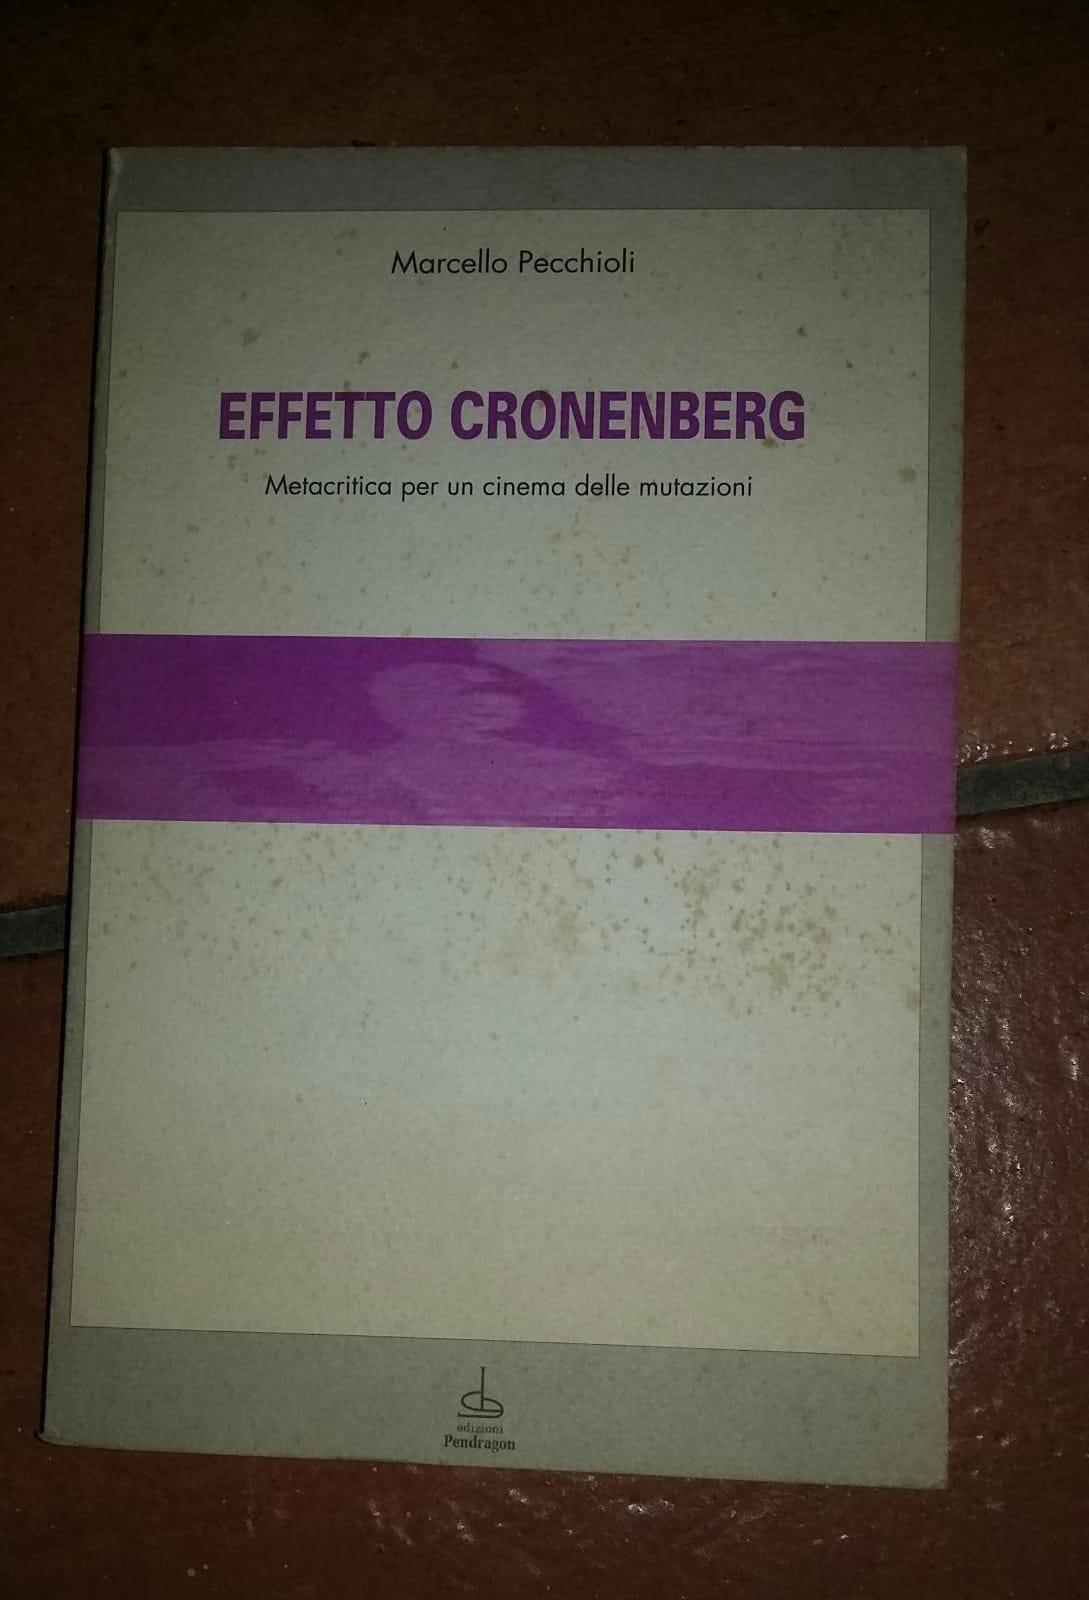 Marcello Pecchioli
EFFETTO CRONENBERG
Metacritica per un cinema delle mutazioni
edizioni
Pendragon